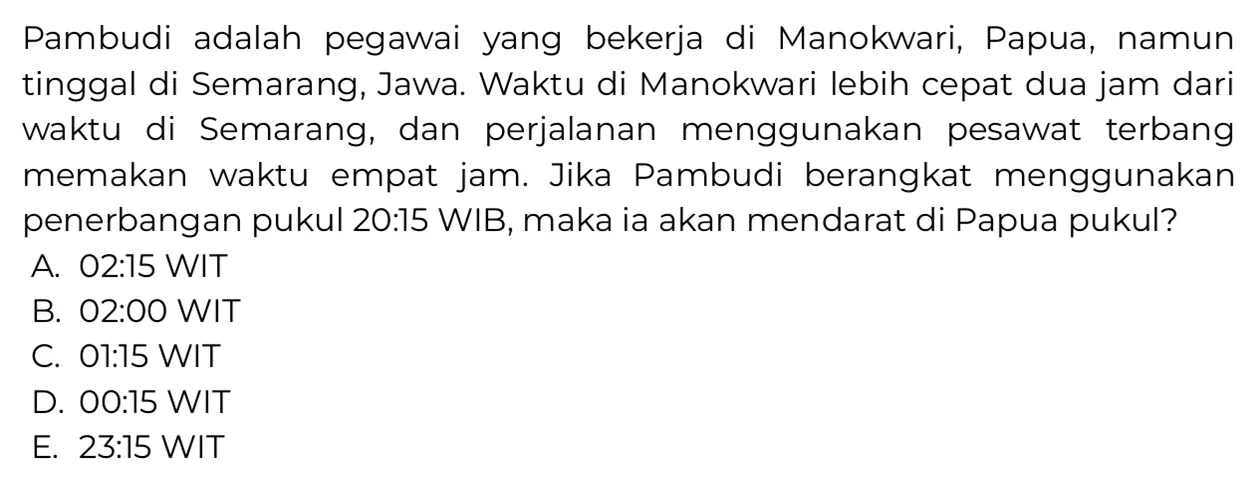 Pambudi adalah pegawai yang bekerja di Manokwari, Papua, namun
tinggal di Semarang, Jawa. Waktu di Manokwari lebih cepat dua jam dari
waktu di Semarang, dan perjalanan menggunakan pesawat terbang
memakan waktu empat jam. Jika Pambudi berangkat menggunakan
penerbangan pukul 20:15 WIB, maka ia akan mendarat di Papua pukul?
A. 02:15 WIT
B. 02:00 WIT
C. 01:15 WIT
D. 00:15 WIT
E. 23:15 WIT